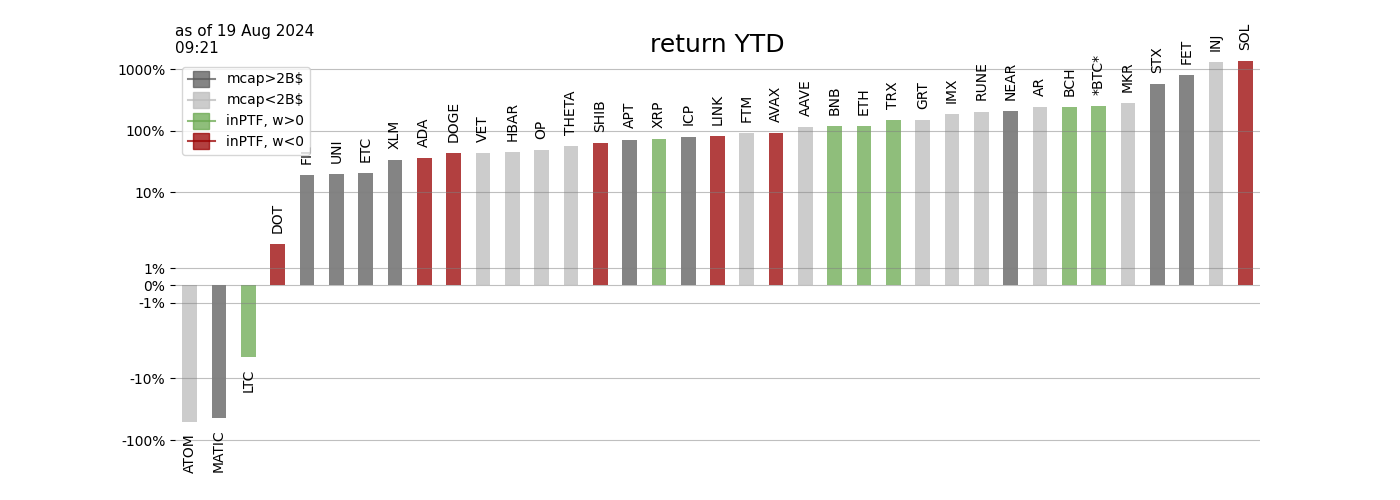 as of 19 Aug 2024
09:21
return YTD
mcap>2B$
mcap<2B$
inPTF, w>0
inPTF, w<0
1000%
100%
10%
1%
0%
-1%
-10%
-100%
ATOM
MATIC
LTC
DOT
UNI
ETC
XLM
ADA
DOGE
VET
HBAR
OP
THETA
SHIB
APT
XRP
ICP
LINK
FTM
AVAX
AAVE
BNB
ETH
TRX
GRT
IMX
RUNE
NEAR
AR
BCH
*BTC*
MKR
STX
FET
INJ
SOL